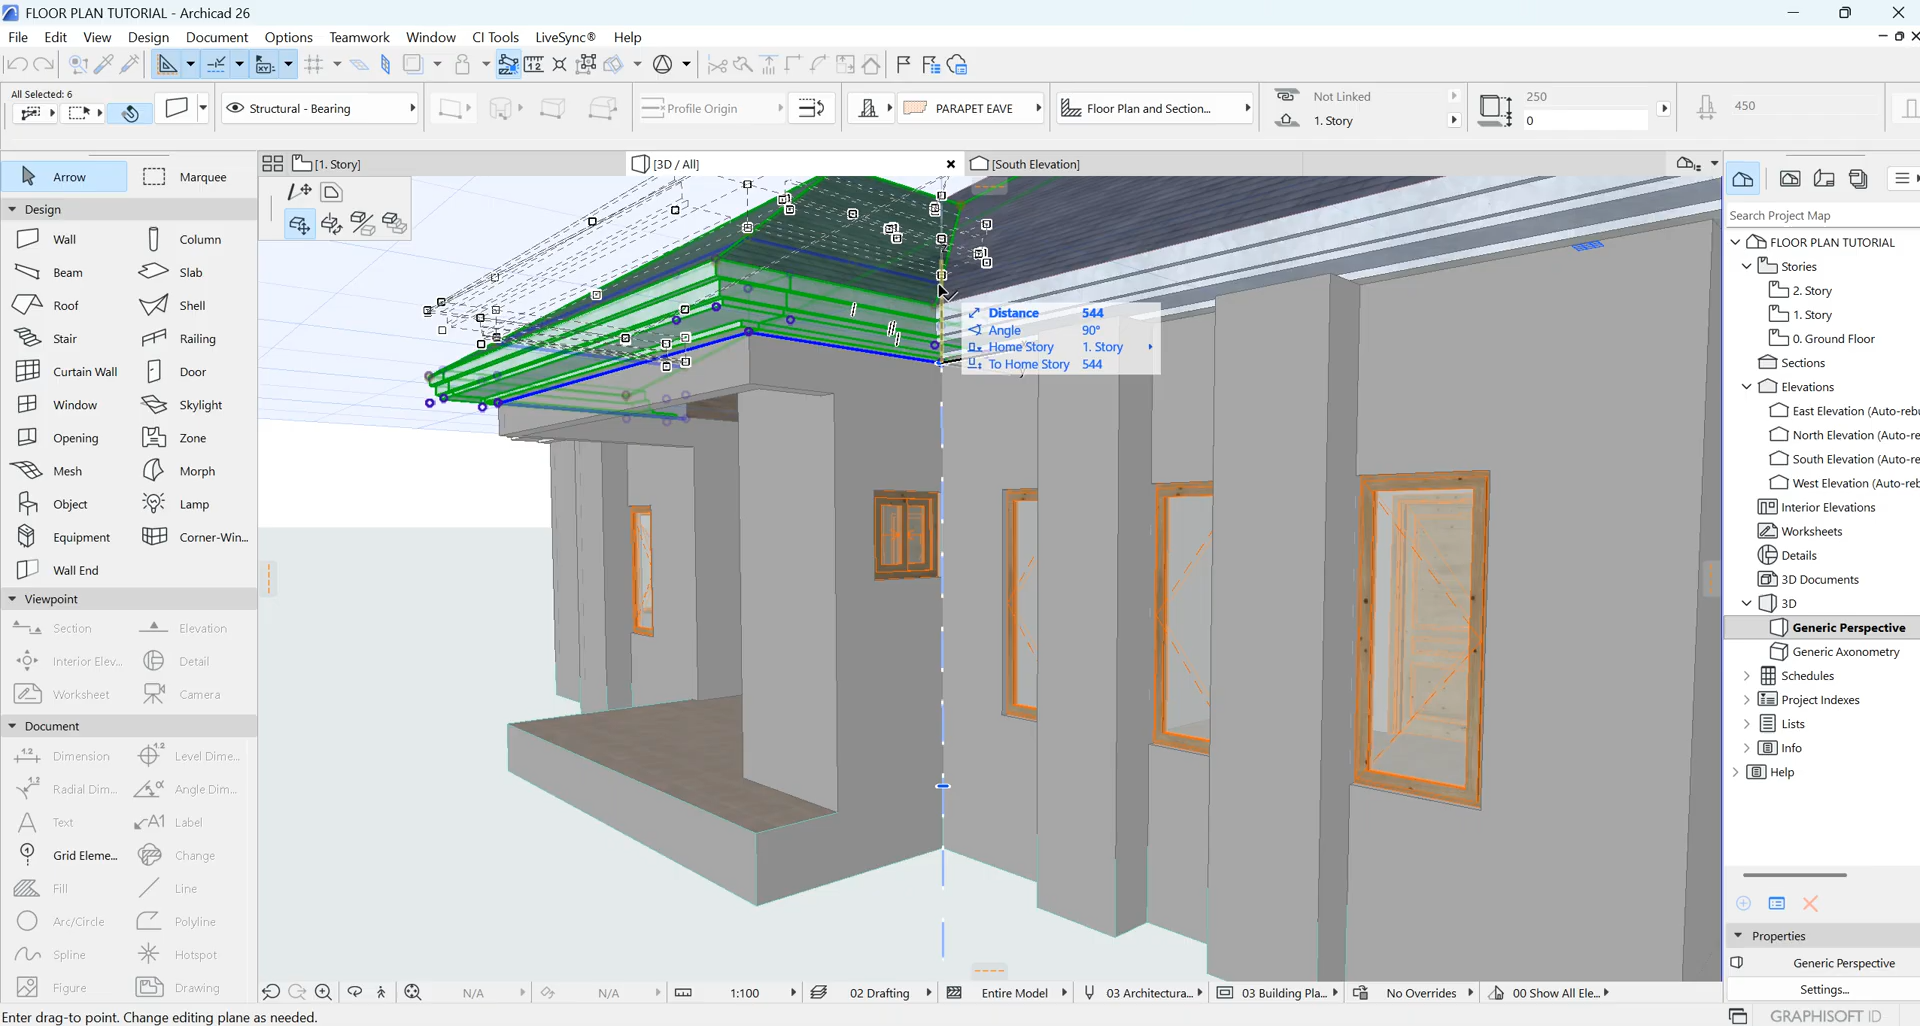 FLOOR PLAN TUTORIAL - Archicad 26
File Edit View Design Document Options Teamwork Window CI Tools LiveSync® Help
All Selected: 6
Structural - Bearing
Profile Origin
PARAPET EAVE
Floor Plan and Section...
Not Linked
1. Story
250
0
450
[1. Story]
[3D / All]
[South Elevation]
Arrow
Marquee
Design
Wall
Column
Beam
Slab
Roof
Shell
Stair
Railing
Curtain Wall
Door
Window
Skylight
Opening
Zone
Mesh
Morph
Object
Lamp
Equipment
Corner-Win...
Wall End
Viewpoint
Section
Elevation
Interior Elev...
Detail
Worksheet
Camera
Document
Dimension
Level Dime...
Radial Dim...
Angle Dim...
Text
Label
Grid Eleme...
Change
Fill
Line
Arc/Circle
Polyline
Spline
Hotspot
Figure
Drawing
Distance 544
Angle 90°
Home Story 1. Story
To Home Story 544
Search Project Map
FLOOR PLAN TUTORIAL
Stories
2. Story
1. Story
0. Ground Floor
Sections
Elevations
East Elevation (Auto-rebu
North Elevation (Auto-re
South Elevation (Auto-re
West Elevation (Auto-reb
Interior Elevations
Worksheets
Details
3D Documents
3D
Generic Perspective
Generic Axonometry
Schedules
Project Indexes
Lists
Info
Help
Properties
Generic Perspective
Settings...
N/A
N/A
1:100
02 Drafting
Entire Model
03 Architectura...
03 Building Pla...
No Overrides
00 Show All Ele...
Enter drag-to point. Change editing plane as needed.
GRAPHISOFT ID